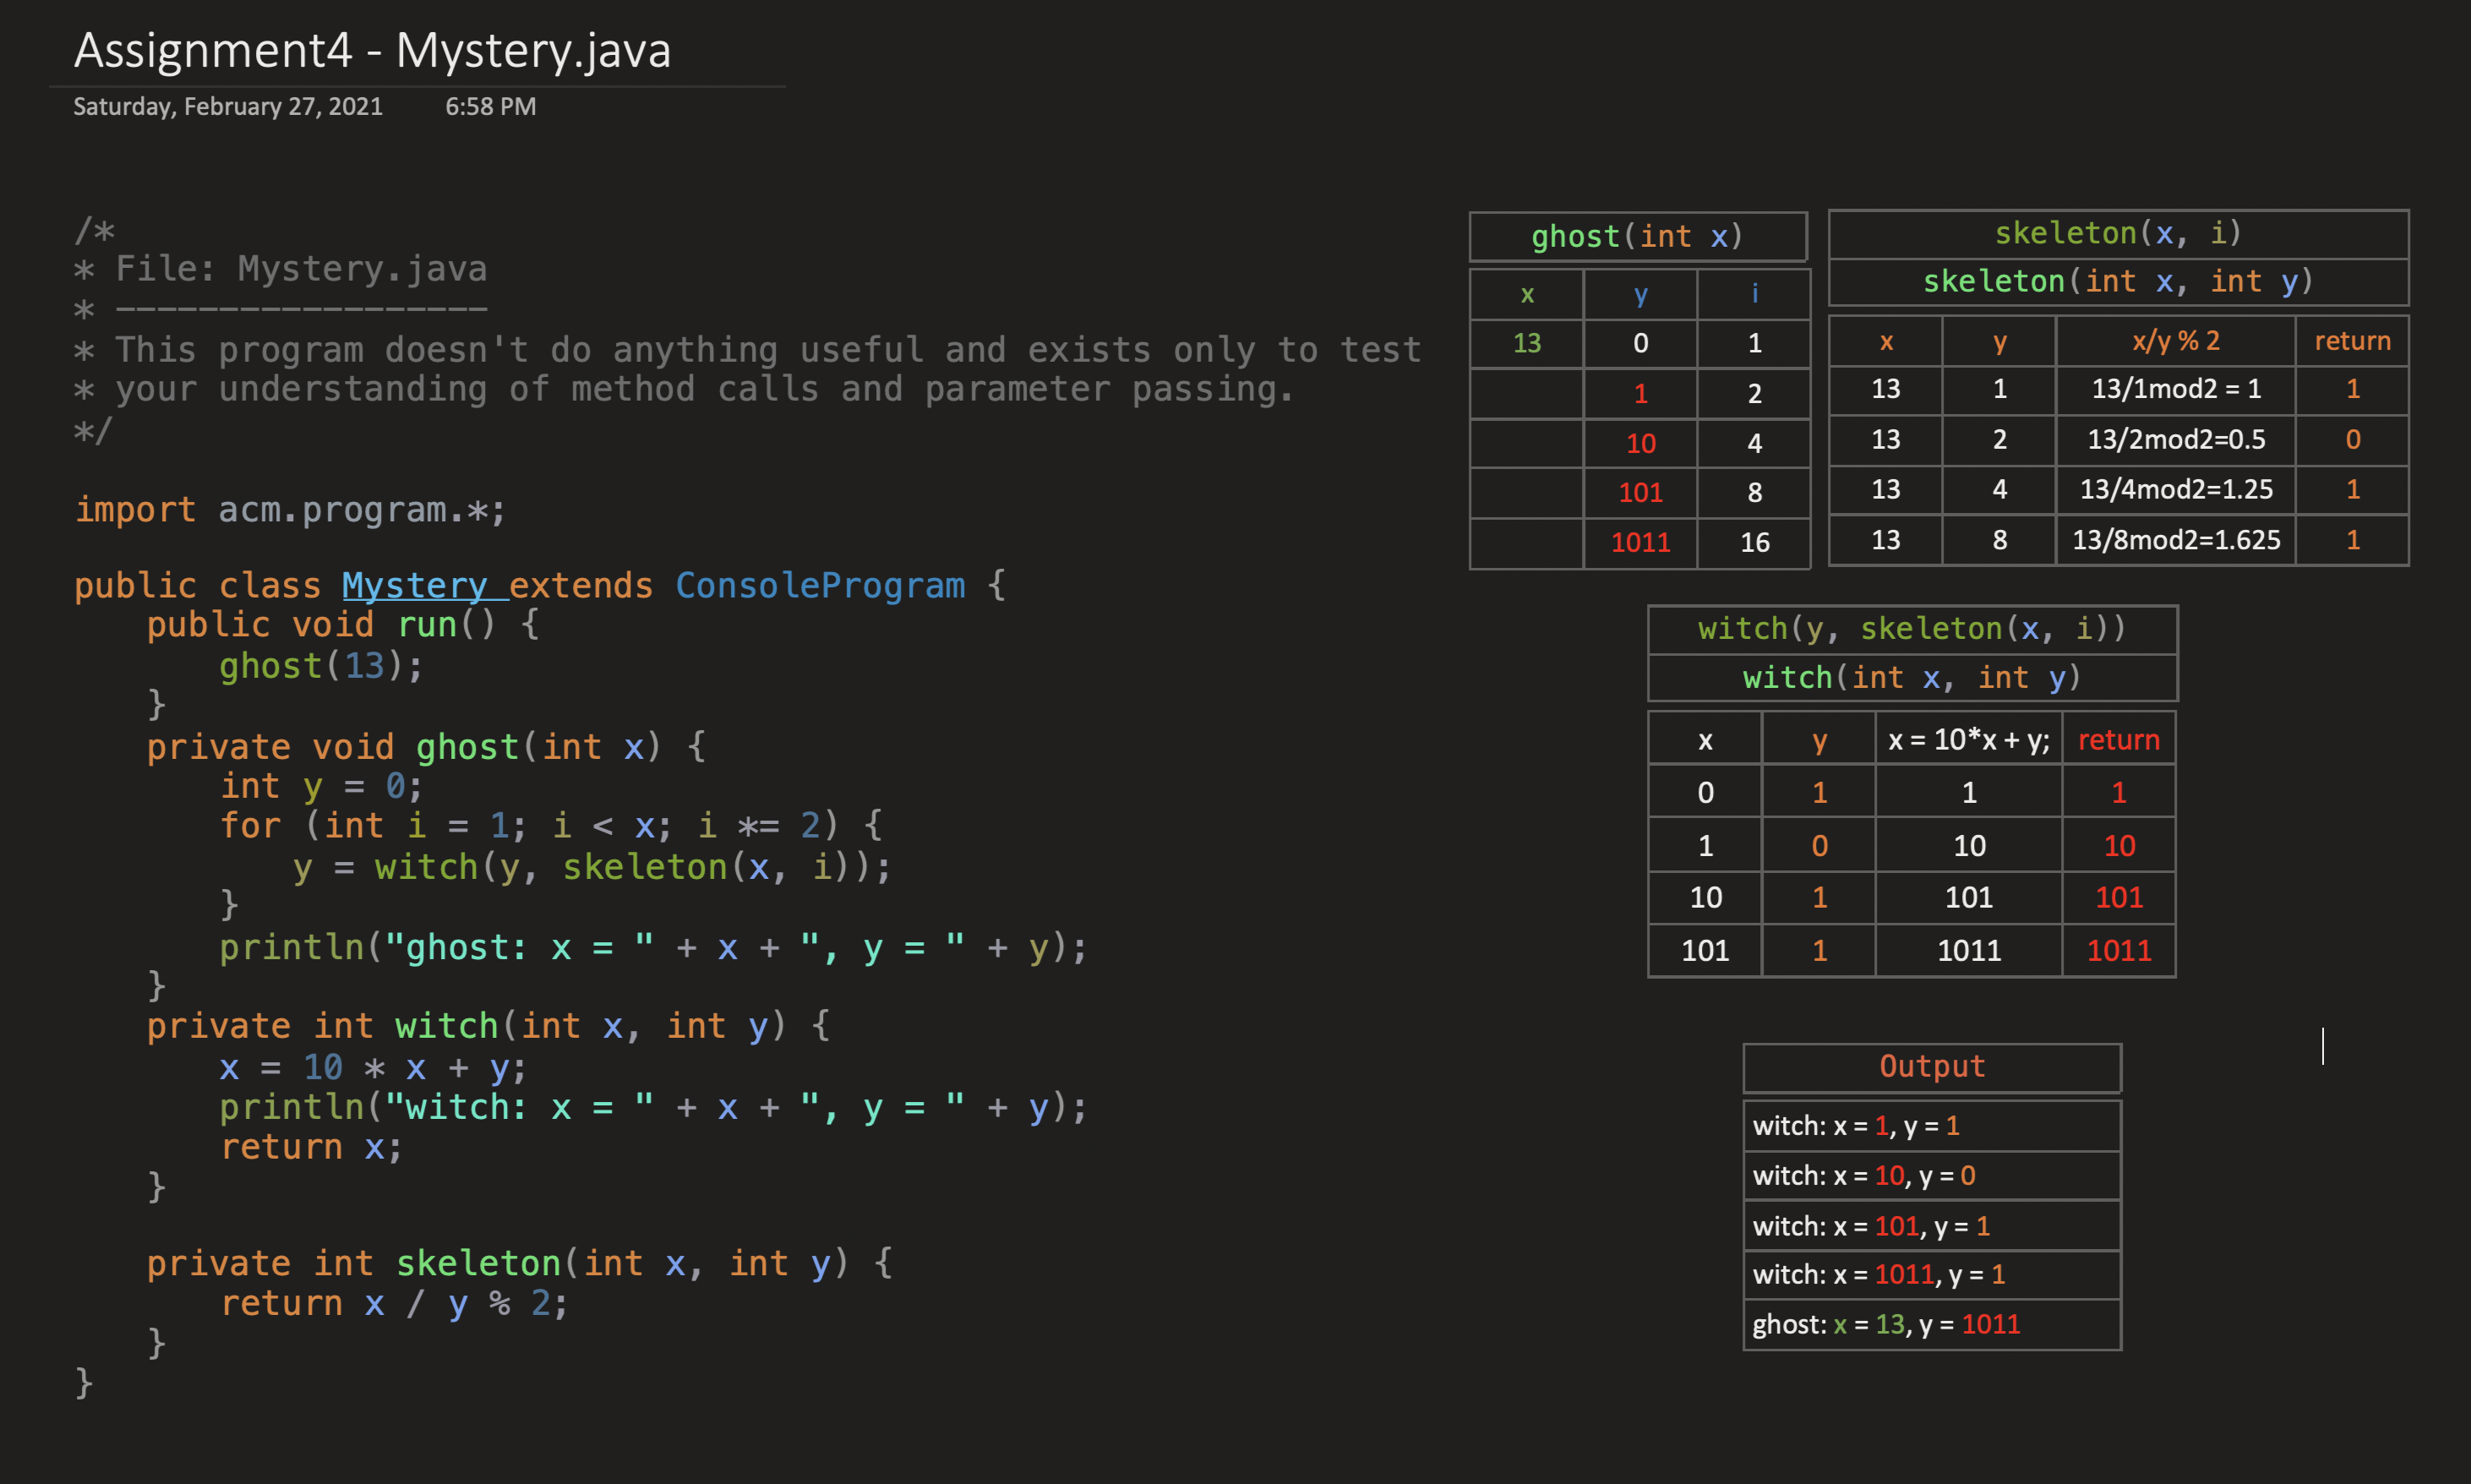 Assignment4 - Mystery.java
Saturday, February 27, 2021 6:58 PM
/*
* File: Mystery.java
* ------------------
* This program doesn't do anything useful and exists only to test
* your understanding of method calls and parameter passing.
*/
import acm.program.*;
public class Mystery extends ConsoleProgram {
public void run() {
ghost(13);
}
private void ghost(int x) {
int y = 0;
for (int i = 1; i < x; i *= 2) {
y = witch(y, skeleton(x, i));
}
println("ghost: x = " + x + ", y = " + y);
}
private int witch(int x, int y) {
x = 10 * x + y;
println("witch: x = " + x + ", y = " + y);
return x;
}
private int skeleton(int x, int y) {
return x / y % 2;
}
}
ghost(int x)
x y i
13 0 1
1 2
10 4
101 8
1011 16
skeleton(x, i)
skeleton(int x, int y)
x y x/y % 2 return
13 1 13/1mod2 = 1 1
13 2 13/2mod2=0.5 0
13 4 13/4mod2=1.25 1
13 8 13/8mod2=1.625 1
witch(y, skeleton(x, i))
witch(int x, int y)
x y x = 10*x + y; return
0 1 1 1
1 0 10 10
10 1 101 101
101 1 1011 1011
Output
witch: x = 1, y = 1
witch: x = 10, y = 0
witch: x = 101, y = 1
witch: x = 1011, y = 1
ghost: x = 13, y = 1011